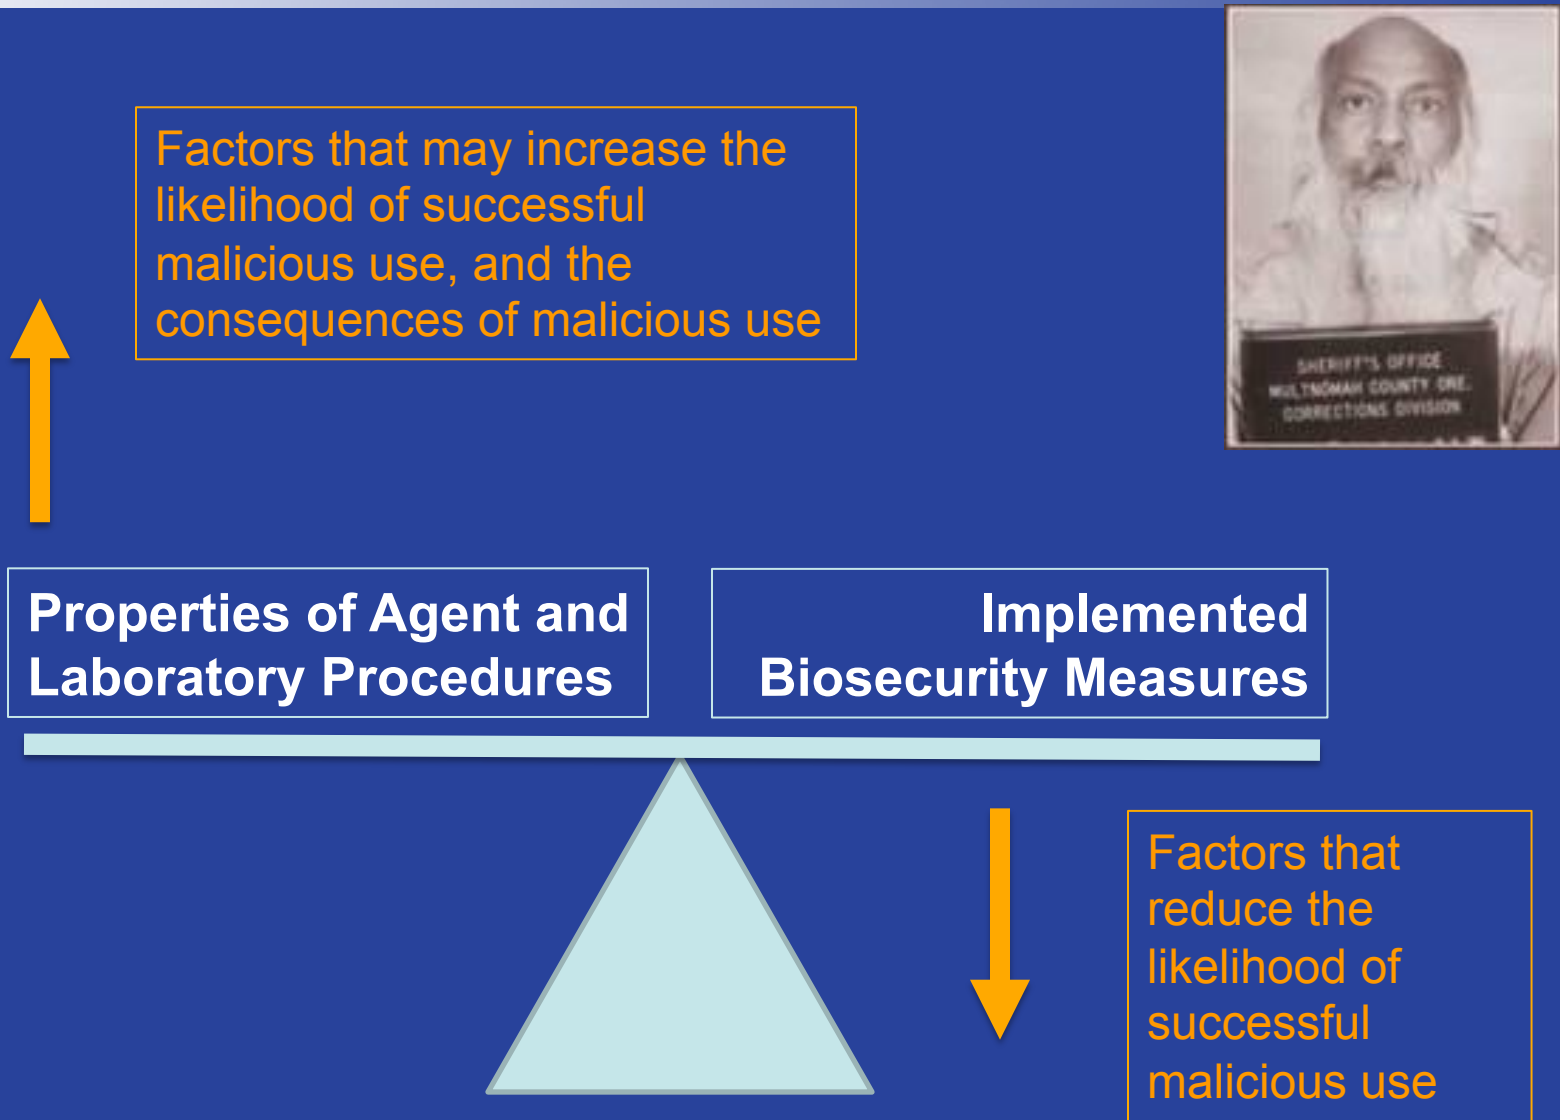 Factors that may increase the
likelihood of successful
malicious use, and the
consequences of malicious use
SHERIFF'S OFFICE
MULTNOMAH COUNTY ORE.
CORRECTIONS DIVISION
Properties of Agent and
Laboratory Procedures
Implemented
Biosecurity Measures
Factors that
reduce the
likelihood of
successful
malicious use